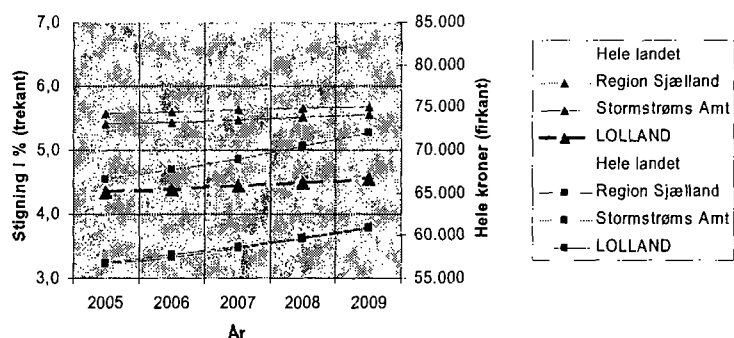 7,0
6,0
5,0
4,0
3,0
Stigning i % (trekant)
85.000
80.000
75.000
70.000
65.000
60.000
55.000
Hele kroner (firkant)
2005 2006 2007 2008 2009
År
Hele landet
Region Sjælland
Stormstrøms Amt
LOLLAND
Hele landet
Region Sjælland
Stormstrøms Amt
LOLLAND